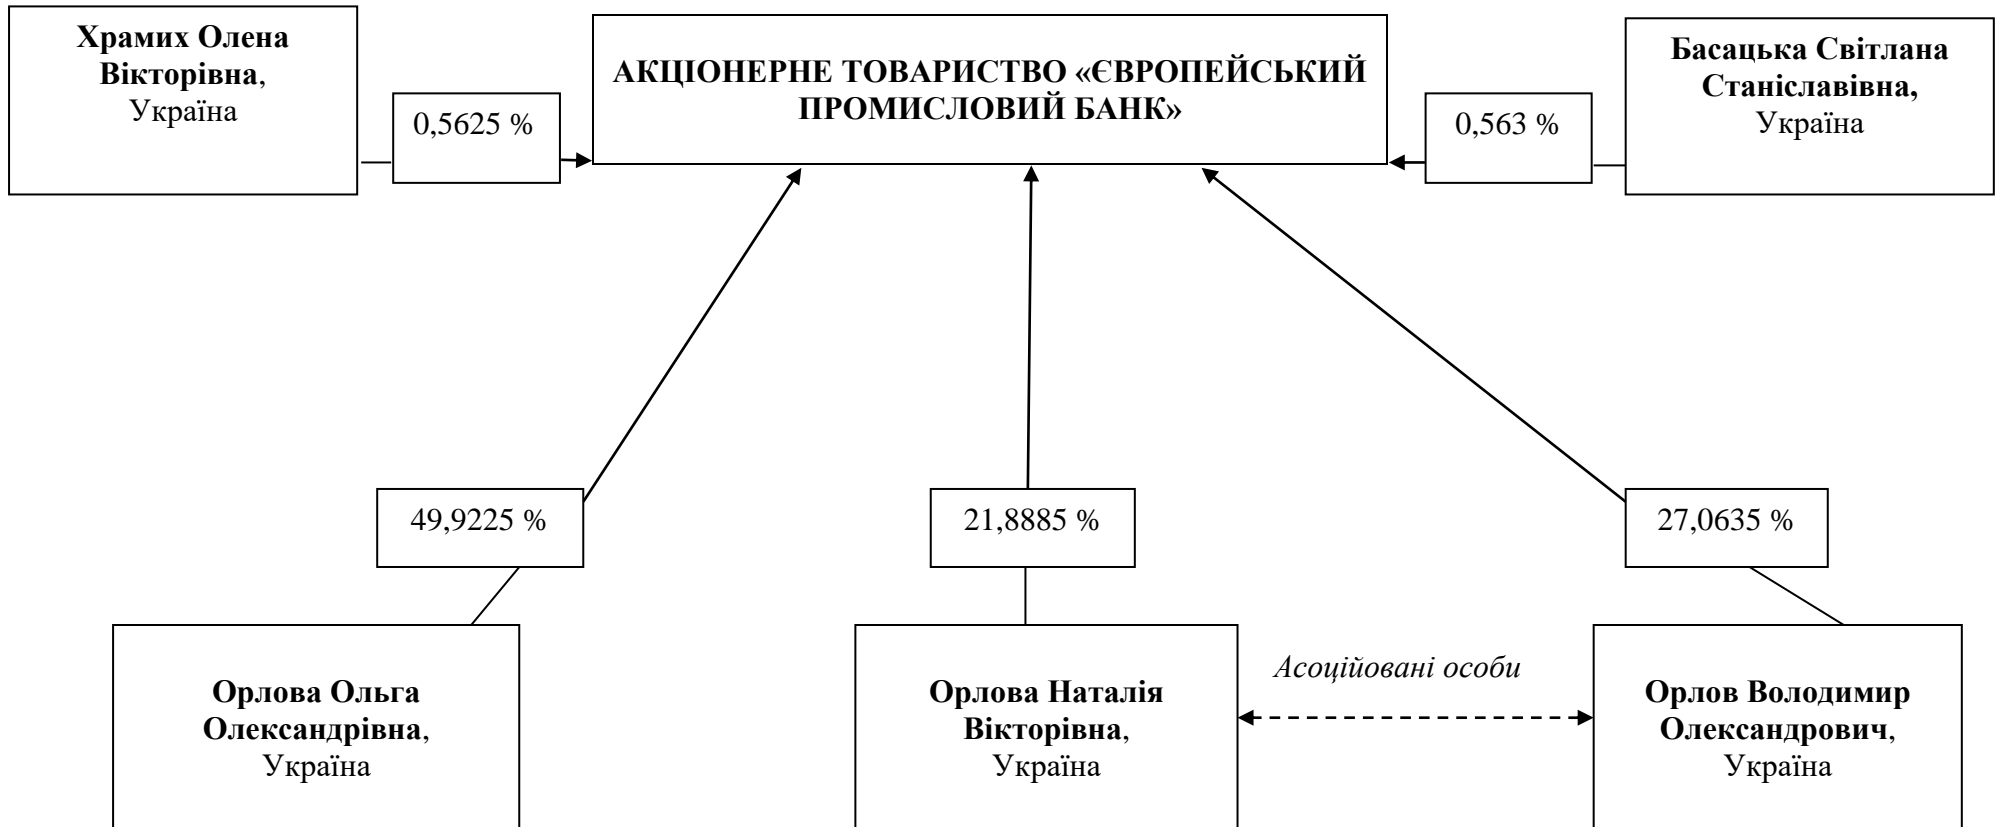 Храмих Олена
Вікторівна,
Україна
0,5625 %
АКЦІОНЕРНЕ ТОВАРИСТВО «ЄВРОПЕЙСЬКИЙ
ПРОМИСЛОВИЙ БАНК»
0,563 %
Басацька Світлана
Станіславівна,
Україна
49,9225 %
21,8885 %
27,0635 %
Орлова Ольга
Олександрівна,
Україна
Орлова Наталія
Вікторівна,
Україна
Асоційовані особи
Орлов Володимир
Олександрович,
Україна